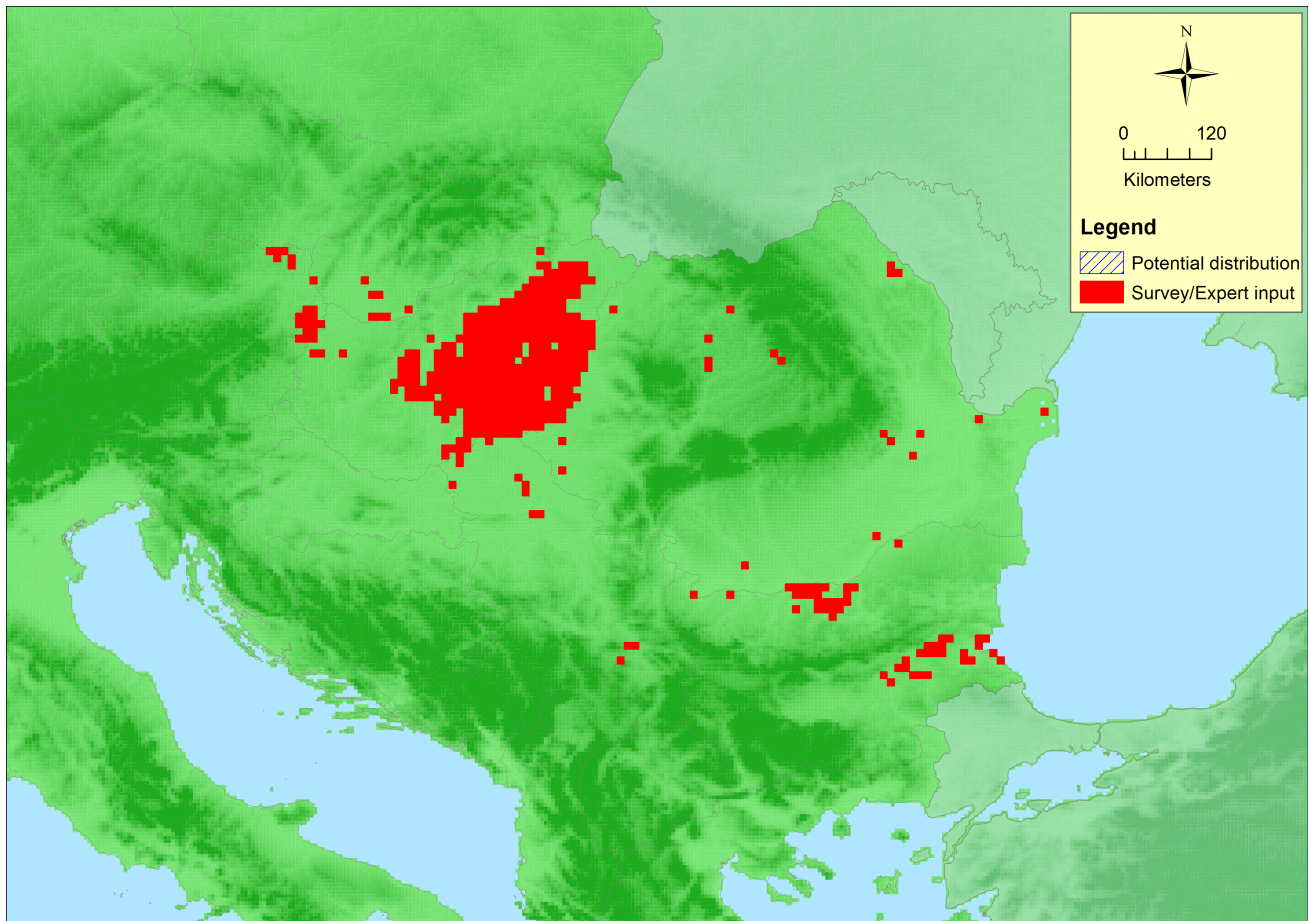 N
0 120
Kilometers
Legend
Potential distribution
Survey/Expert input